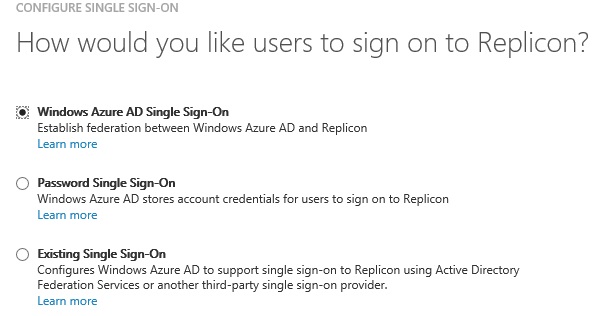 CONFIGURE SINGLE SIGN-ON
How would you like users to sign on to Replicon?
Windows Azure AD Single Sign-On
Establish federation between Windows Azure AD and Replicon
Learn more
Password Single Sign-On
Windows Azure AD stores account credentials for users to sign on to Replicon
Learn more
Existing Single Sign-On
Configures Windows Azure AD to support single sign-on to Replicon using Active Directory
Federation Services or another third-party single sign-on provider.
Learn more